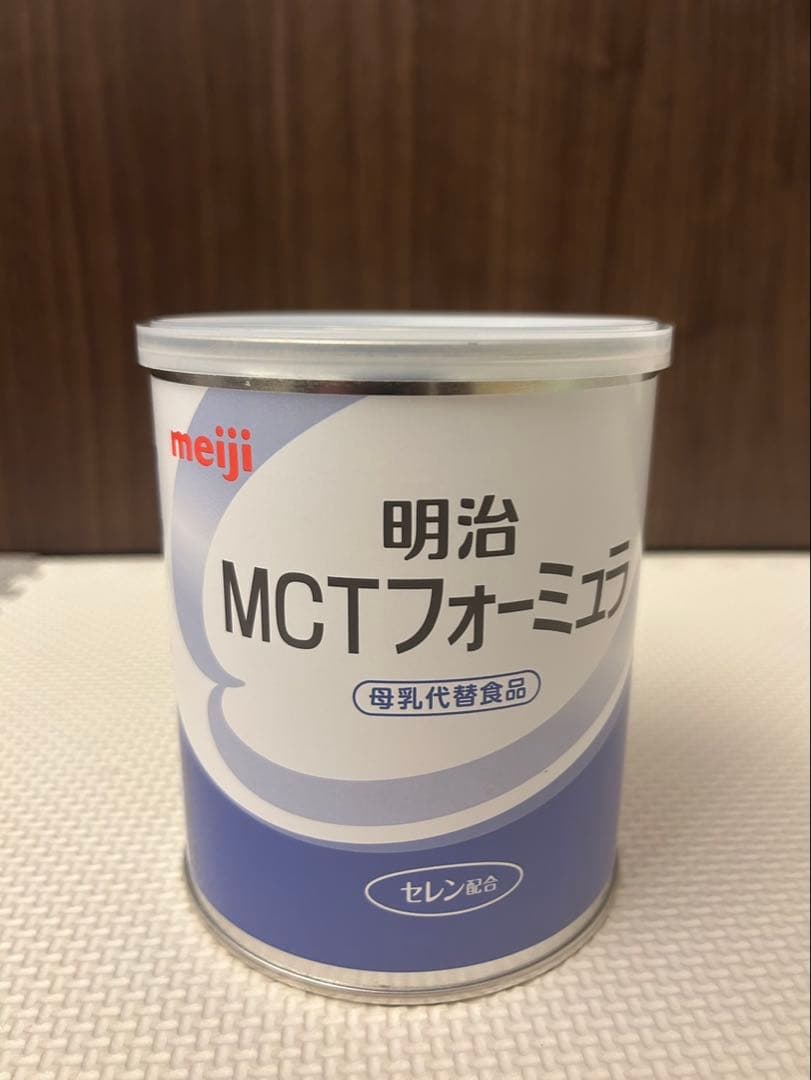 meiji
明治
MCTフォーミュラ
母乳代替食品
セレン配合